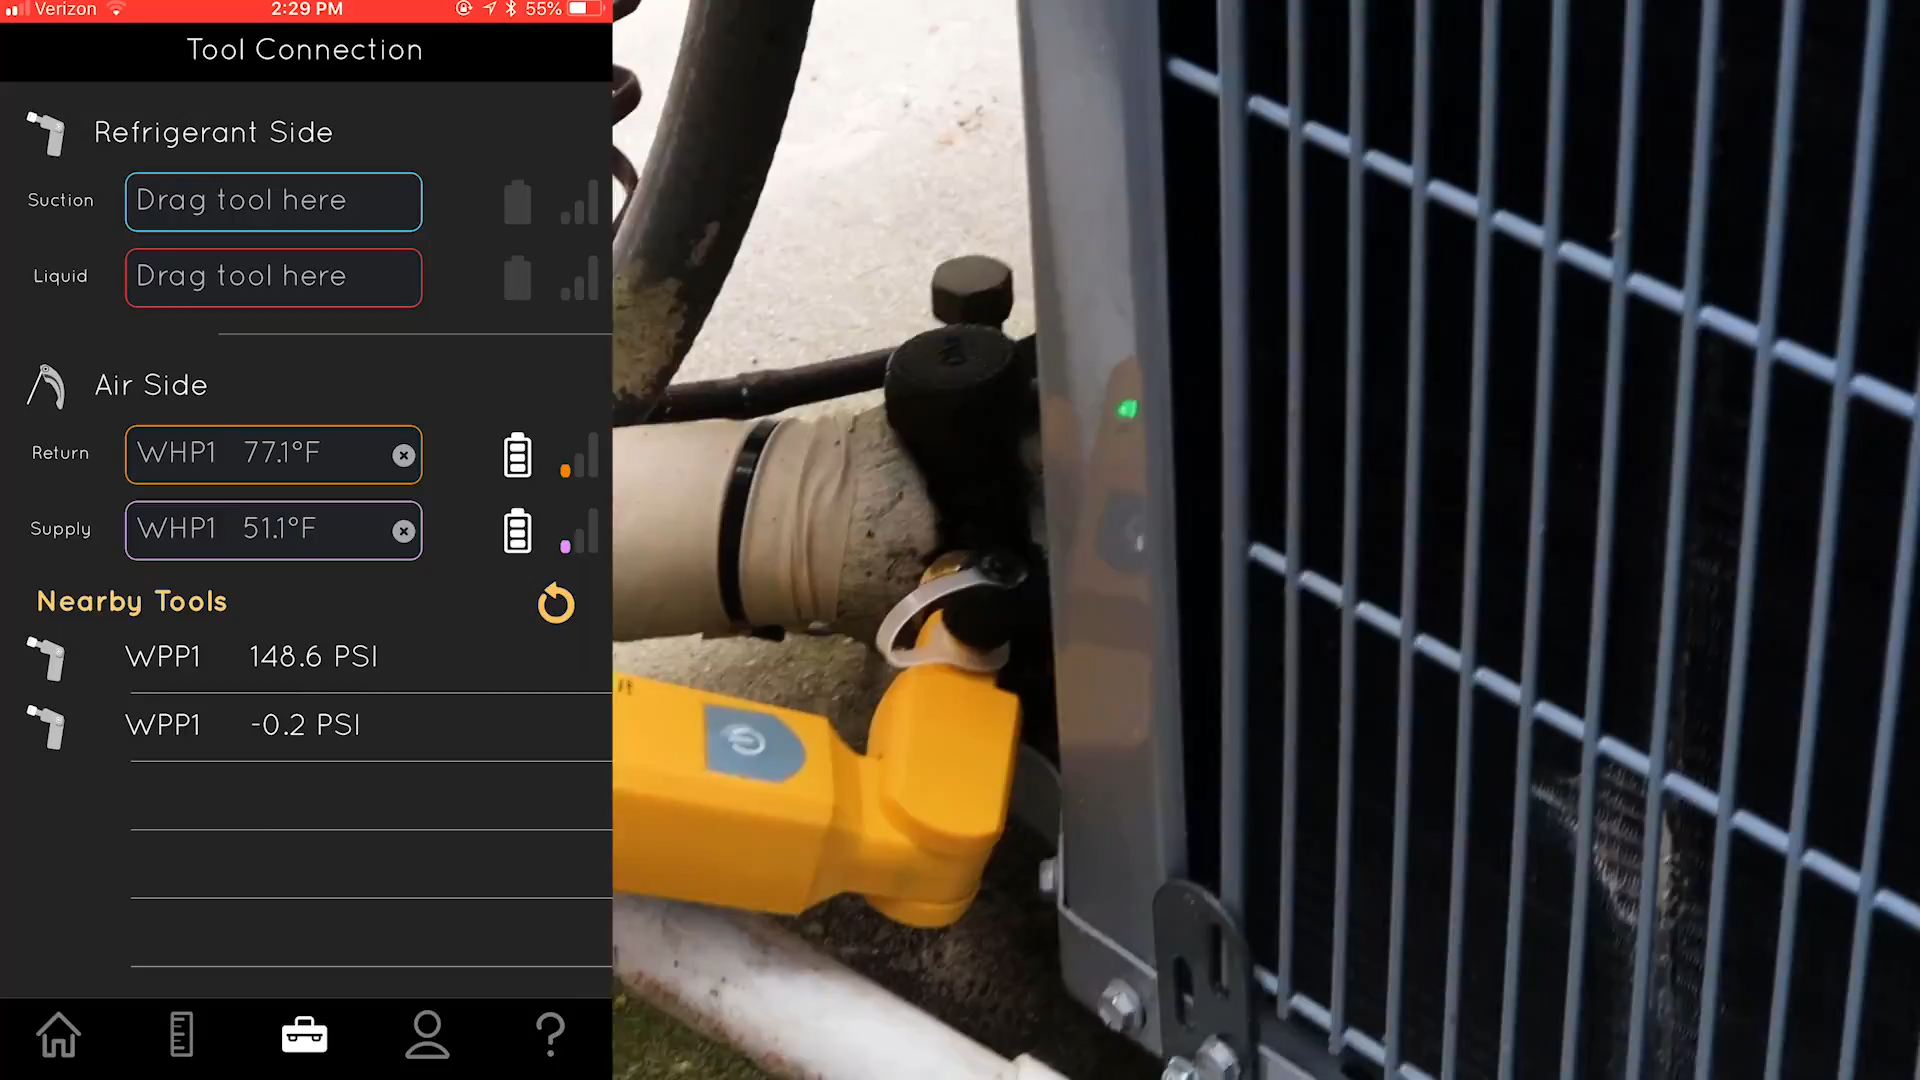 Verizon 2:29 PM 55%
Tool Connection
Refrigerant Side
Suction Drag tool here
Liquid Drag tool here
Air Side
Return WHP1 77.1°F
Supply WHP1 51.1°F
Nearby Tools
WPP1 148.6 PSI
WPP1 -0.2 PSI
?